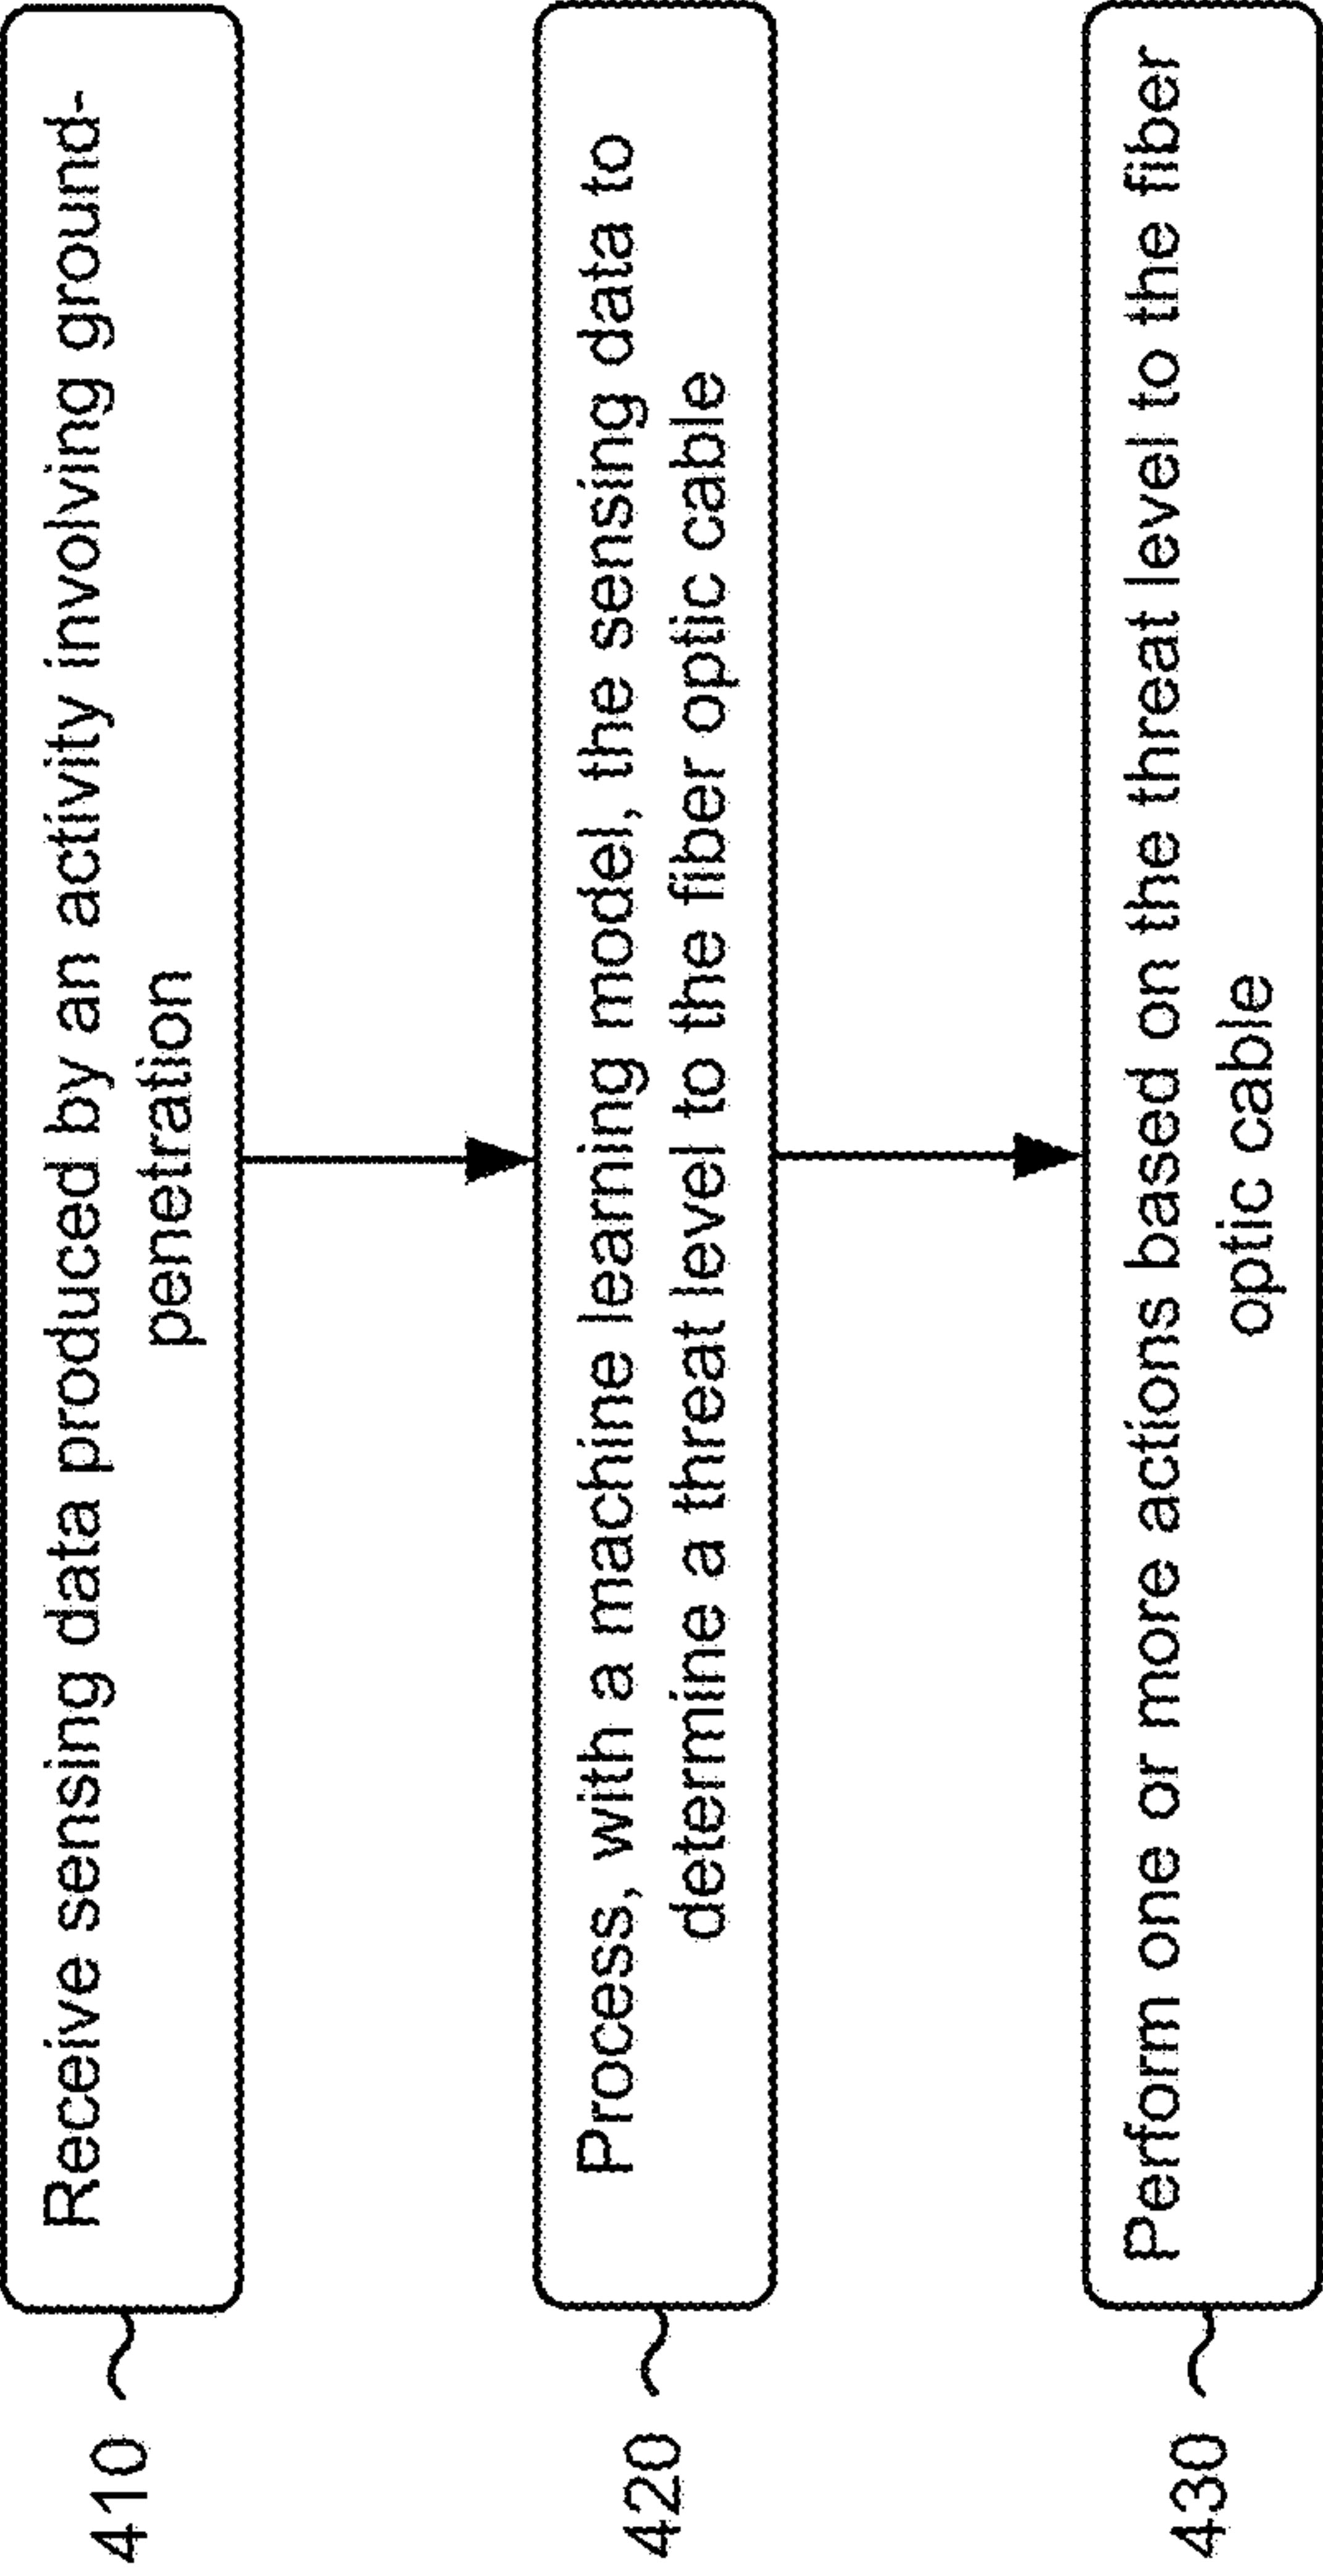 410
Receive sensing data produced by an activity involving ground-
penetration
420
Process, with a machine learning model, the sensing data to
determine a threat level to the fiber optic cable
430
Perform one or more actions based on the threat level to the fiber
optic cable